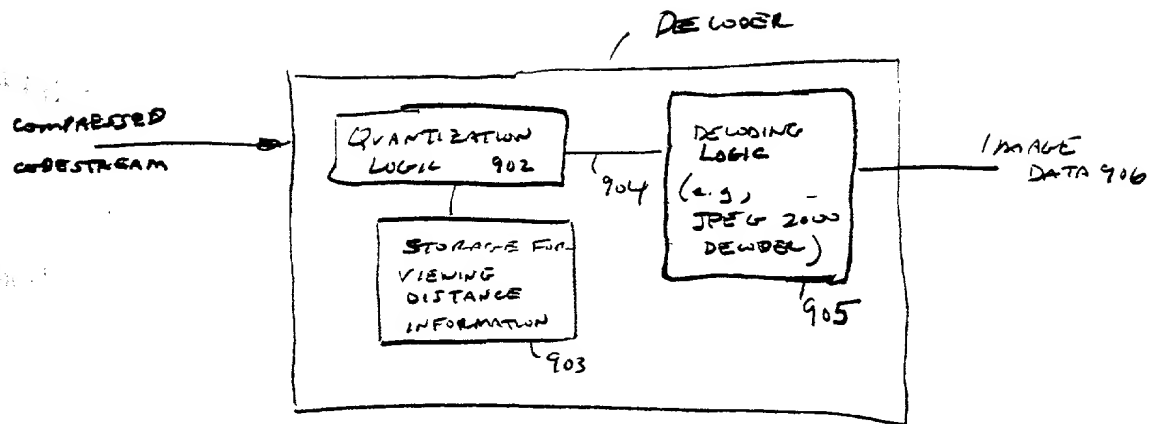 DECODER
COMPRESSED
CODESTREAM
QUANTIZATION
LOGIC 902
904
STORAGE FOR
VIEWING
DISTANCE
INFORMATION
903
DECODING
LOGIC
(e.g,
JPEG 2000
DECODER)
905
IMAGE
DATA 906